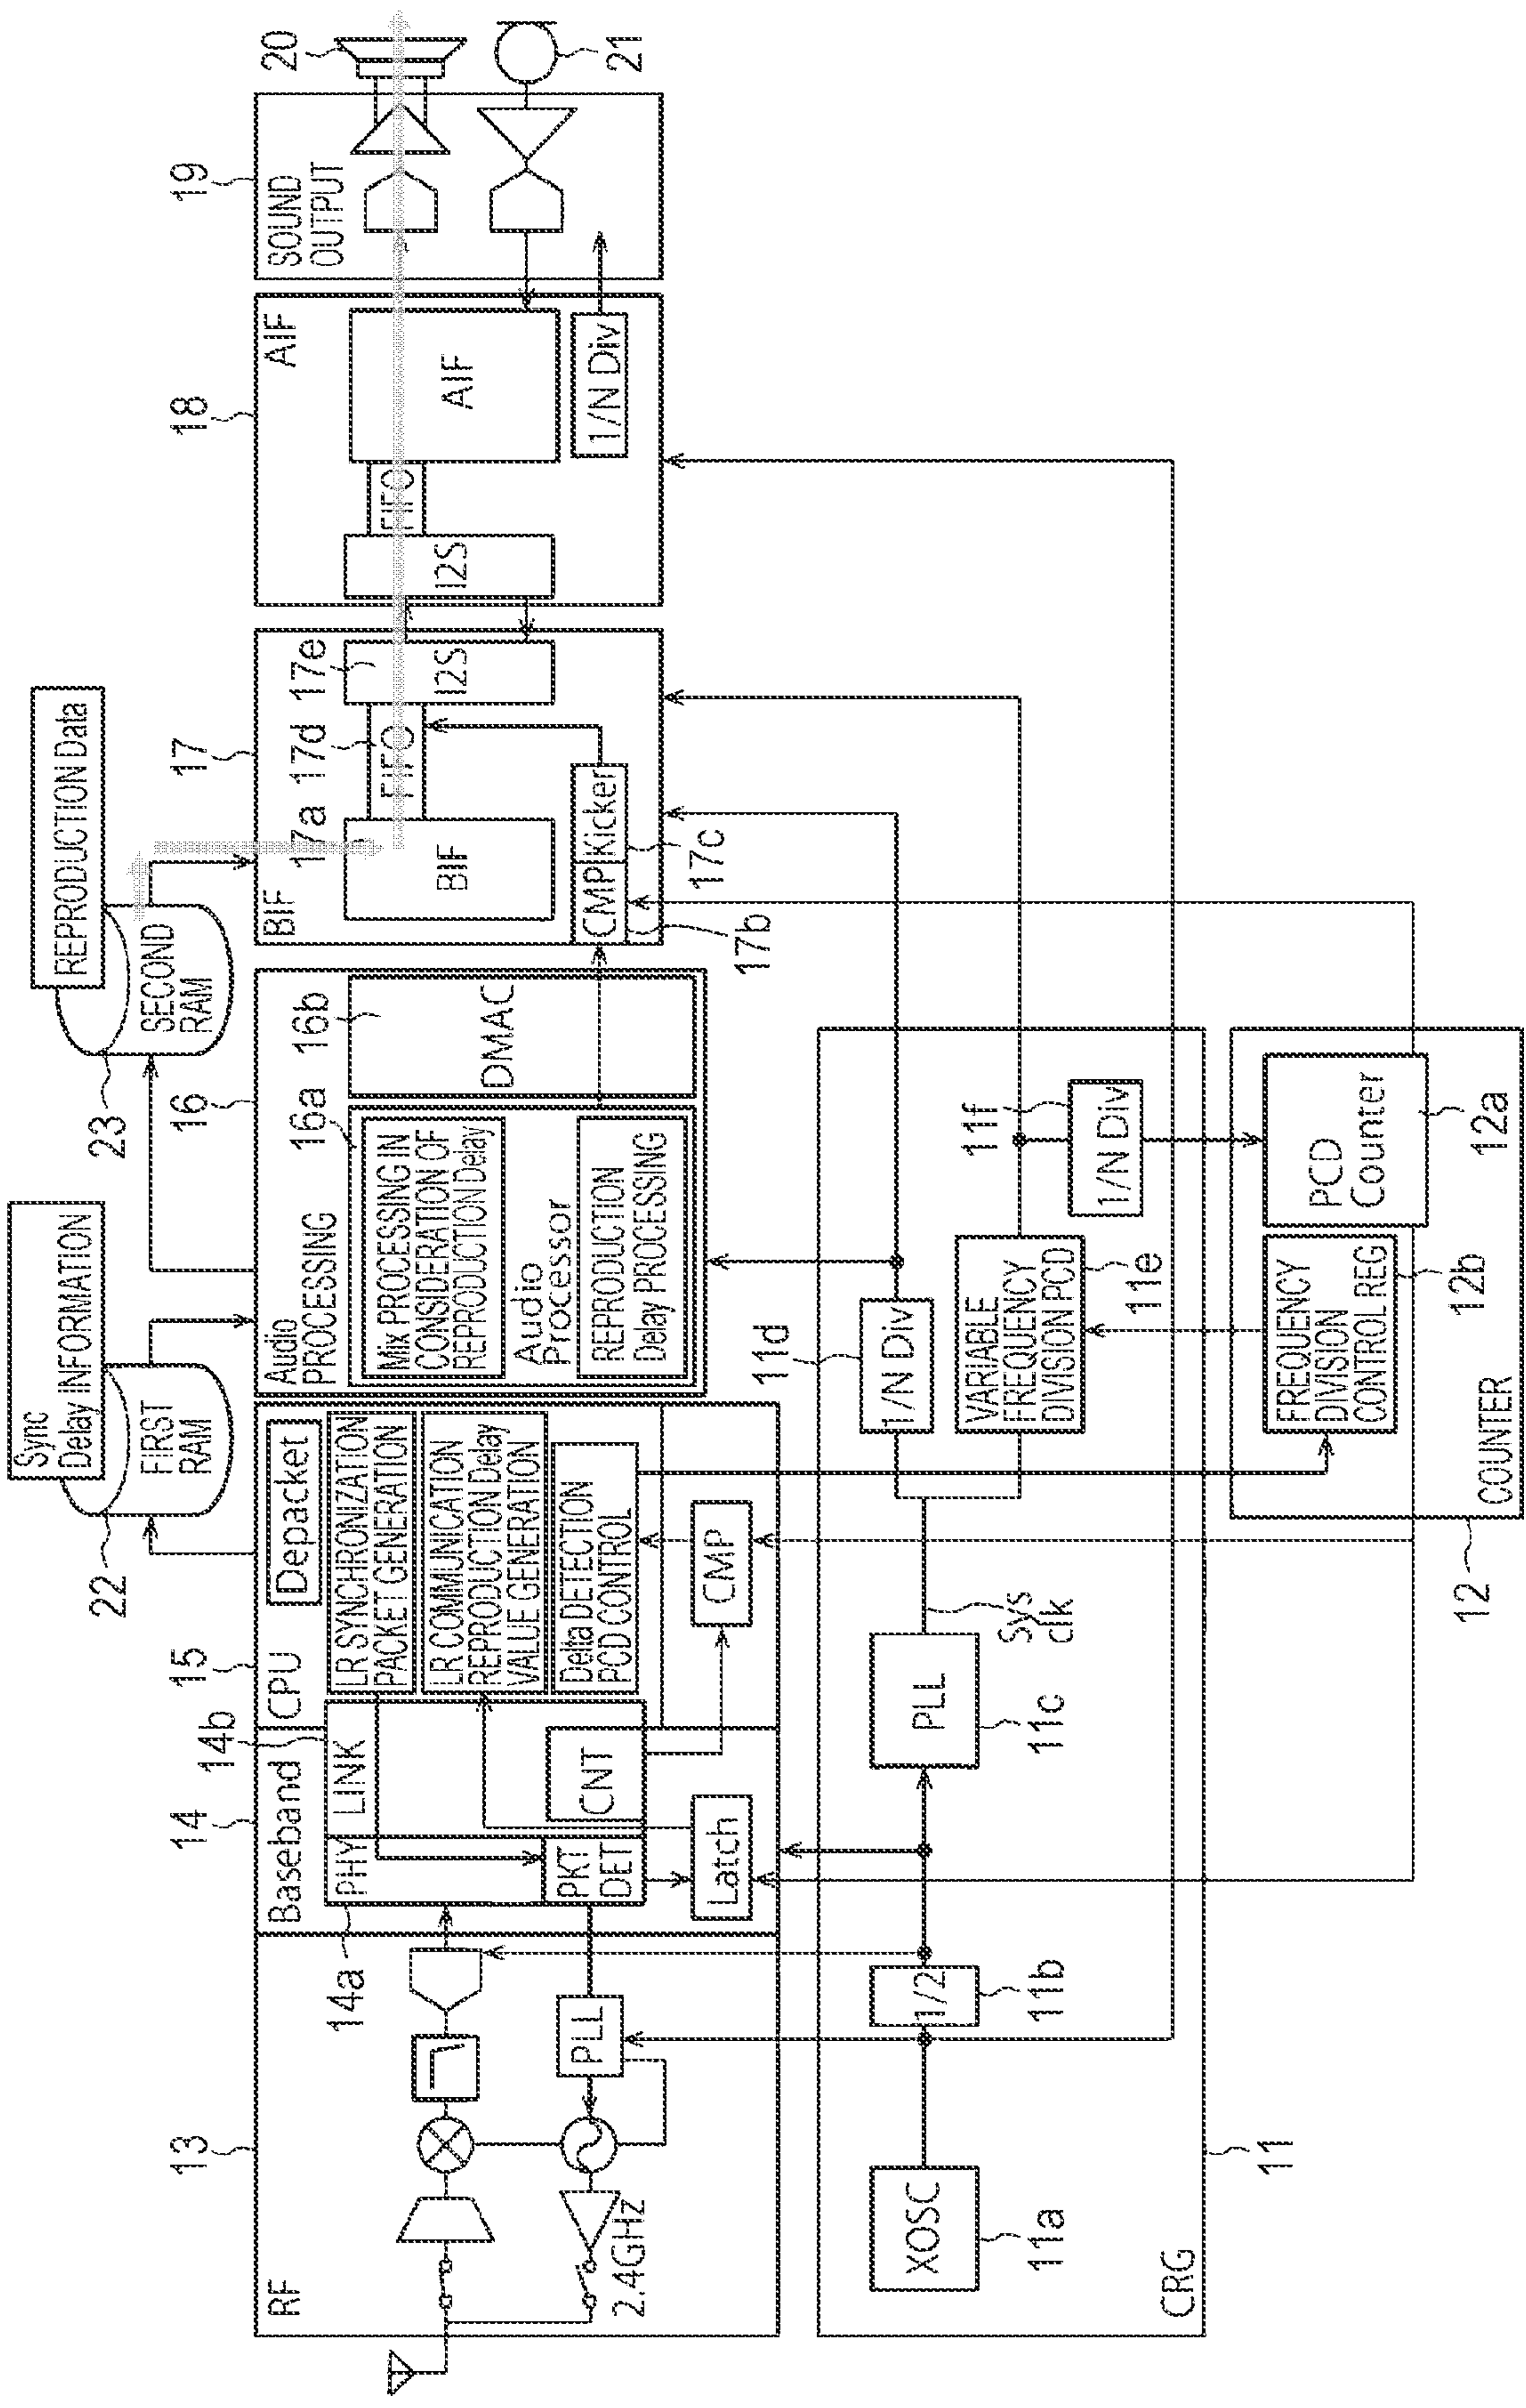 Sync
Delay INFORMATION
22
FIRST
RAM
REPRODUCTION Data
23
SECOND
RAM
13
RF
2.4GHz
PLL
14
Baseband
14a
14b
PHY
LINK
PKT
DET
CNT
Latch
15
CPU
Depacket
LR SYNCHRONIZATION
PACKET GENERATION
LR COMMUNICATION
REPRODUCTION Delay
VALUE GENERATION
Delta DETECTION
PCD CONTROL
CMP
16
Audio
PROCESSING
16a
16b
Mix PROCESSING IN
CONSIDERATION OF
REPRODUCTION Delay
Audio
Processor
REPRODUCTION
Delay PROCESSING
DMAC
17
BIF
17a
17d
17e
BIF
FIFO
I2S
CMP
Kicker
17b
17c
18
AIF
I2S
FIFO
AIF
1/N Div
19
SOUND
OUTPUT
20
21
XOSC
11a
1/2
11b
PLL
11c
Sys
clk
11d
1/N Div
VARIABLE
FREQUENCY
DIVISION PCD
11e
11f
1/N Div
CRG
11
12
COUNTER
FREQUENCY
DIVISION
CONTROL REG
12b
PCD
Counter
12a